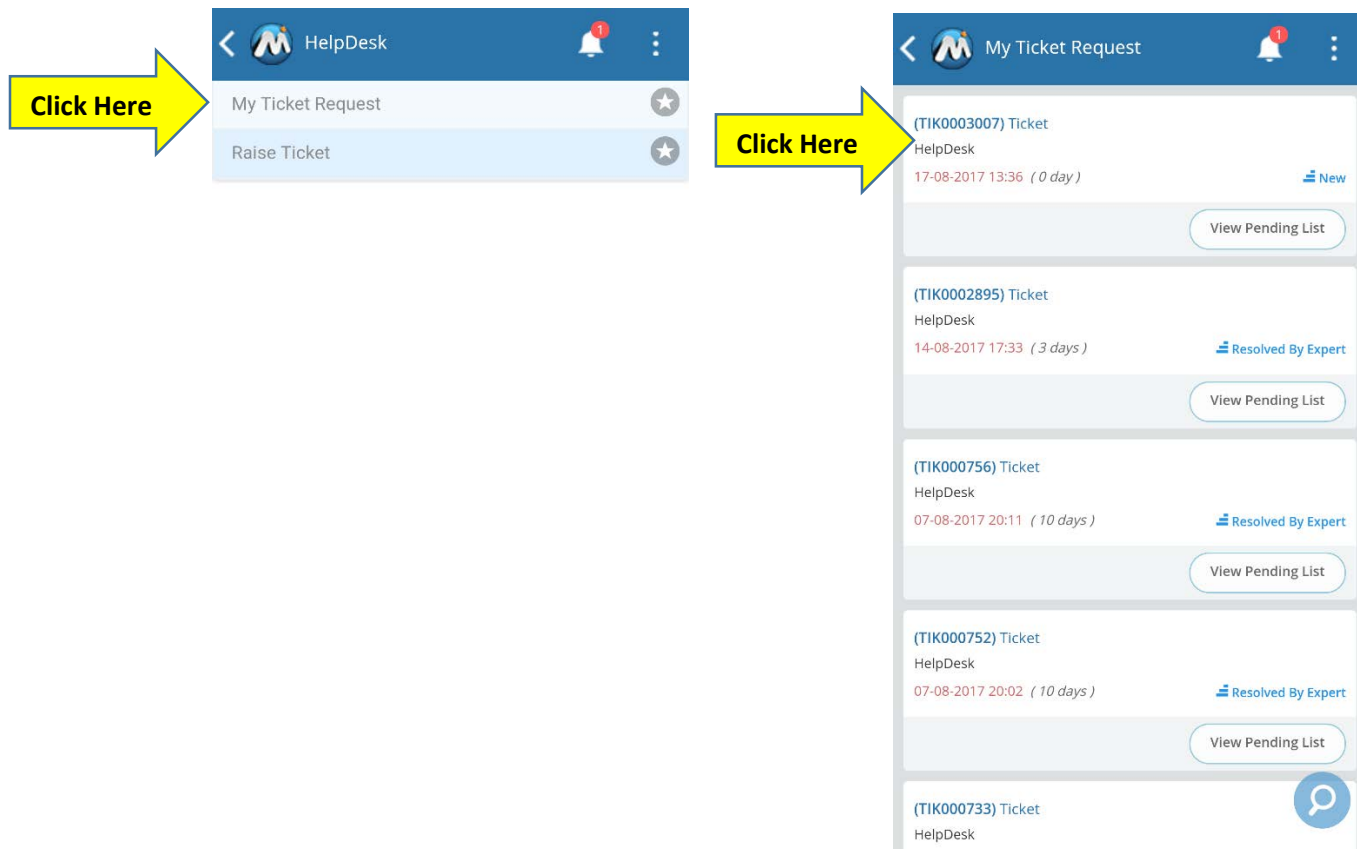 HelpDesk
1
Click Here
My Ticket Request
Raise Ticket
My Ticket Request
1
Click Here
(TIK0003007) Ticket
HelpDesk
17-08-2017 13:36 ( 0 day )
New
View Pending List
(TIK0002895) Ticket
HelpDesk
14-08-2017 17:33 ( 3 days )
Resolved By Expert
View Pending List
(TIK000756) Ticket
HelpDesk
07-08-2017 20:11 ( 10 days )
Resolved By Expert
View Pending List
(TIK000752) Ticket
HelpDesk
07-08-2017 20:02 ( 10 days )
Resolved By Expert
View Pending List
(TIK000733) Ticket
HelpDesk